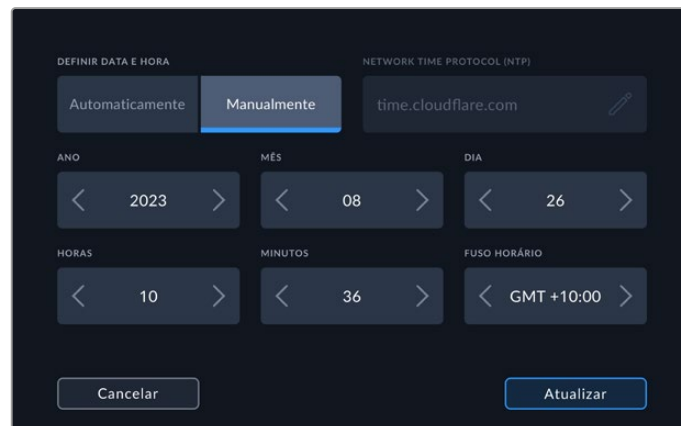 DEFINIR DATA E HORA NETWORK TIME PROTOCOL (NTP)
Automaticamente Manualmente time.cloudflare.com
ANO MÊS DIA
2023 08 26
HORAS MINUTOS FUSO HORÁRIO
10 36 GMT +10:00
Cancelar Atualizar